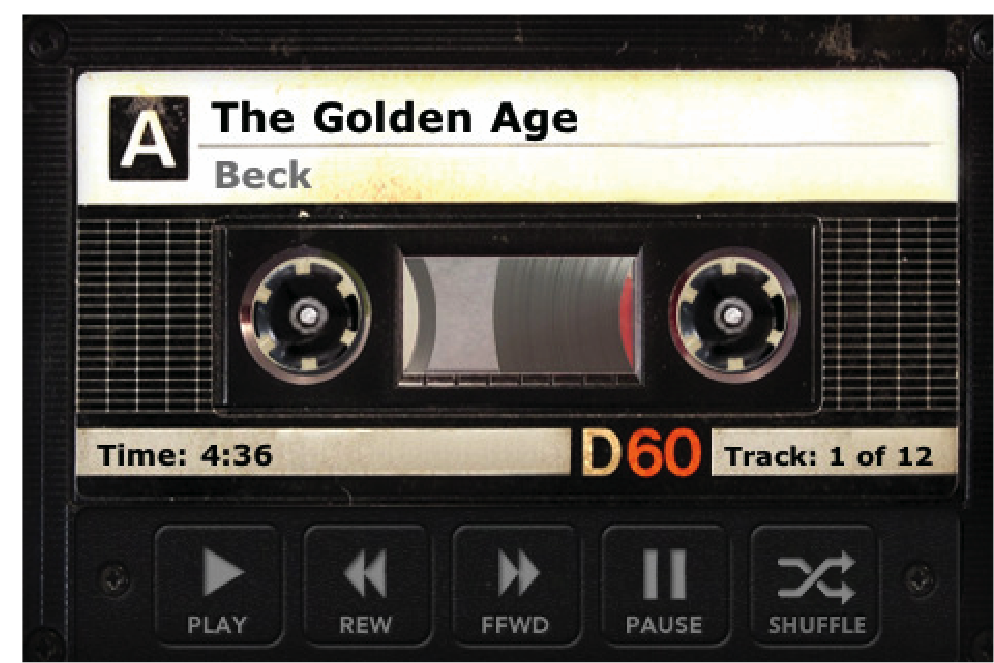 A
The Golden Age
Beck
Time: 4:36
D60
Track: 1 of 12
PLAY
REW
FFWD
PAUSE
SHUFFLE